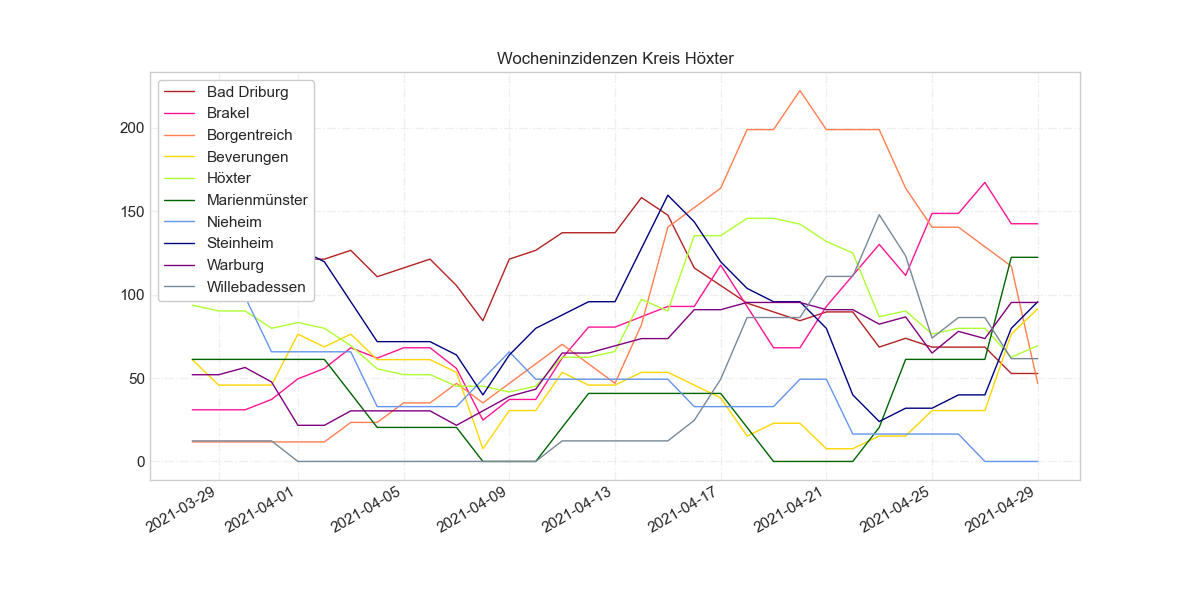 Wocheninzidenzen Kreis Höxter
Bad Driburg
Brakel
Borgentreich
Beverungen
Höxter
Marienmünster
Nieheim
Steinheim
Warburg
Willebadessen
200
150
100
50
0
2021-03-29
2021-04-01
2021-04-05
2021-04-09
2021-04-13
2021-04-17
2021-04-21
2021-04-25
2021-04-29